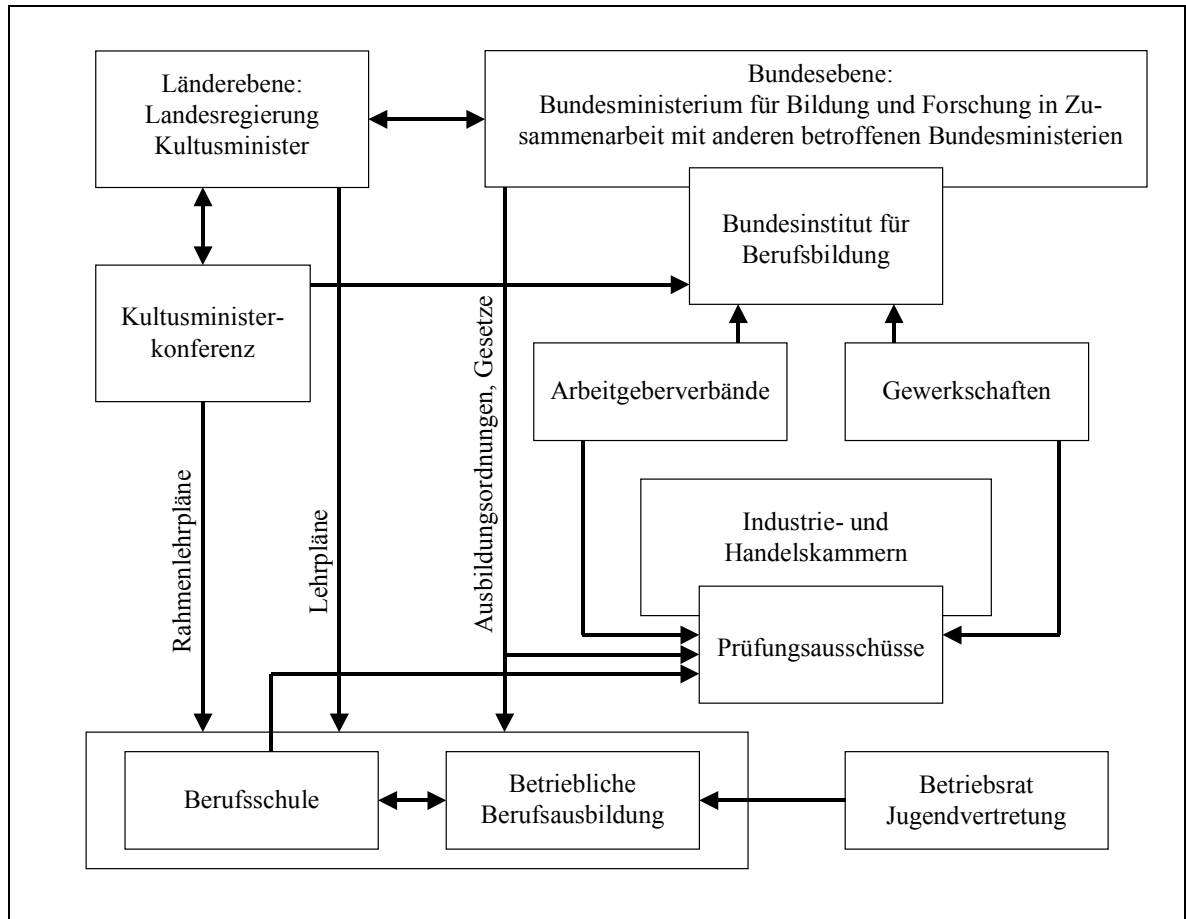 Länderebene:
Landesregierung
Kultusminister
Bundesebene:
Bundesministerium für Bildung und Forschung in Zu-
sammenarbeit mit anderen betroffenen Bundesministerien
Bundesinstitut für
Berufsbildung
Kultusminister-
konferenz
Arbeitgeberverbände
Gewerkschaften
Rahmenlehrpläne
Lehrpläne
Ausbildungsordnungen, Gesetze
Industrie- und
Handelskammern
Prüfungsausschüsse
Berufsschule
Betriebliche
Berufsausbildung
Betriebsrat
Jugendvertretung